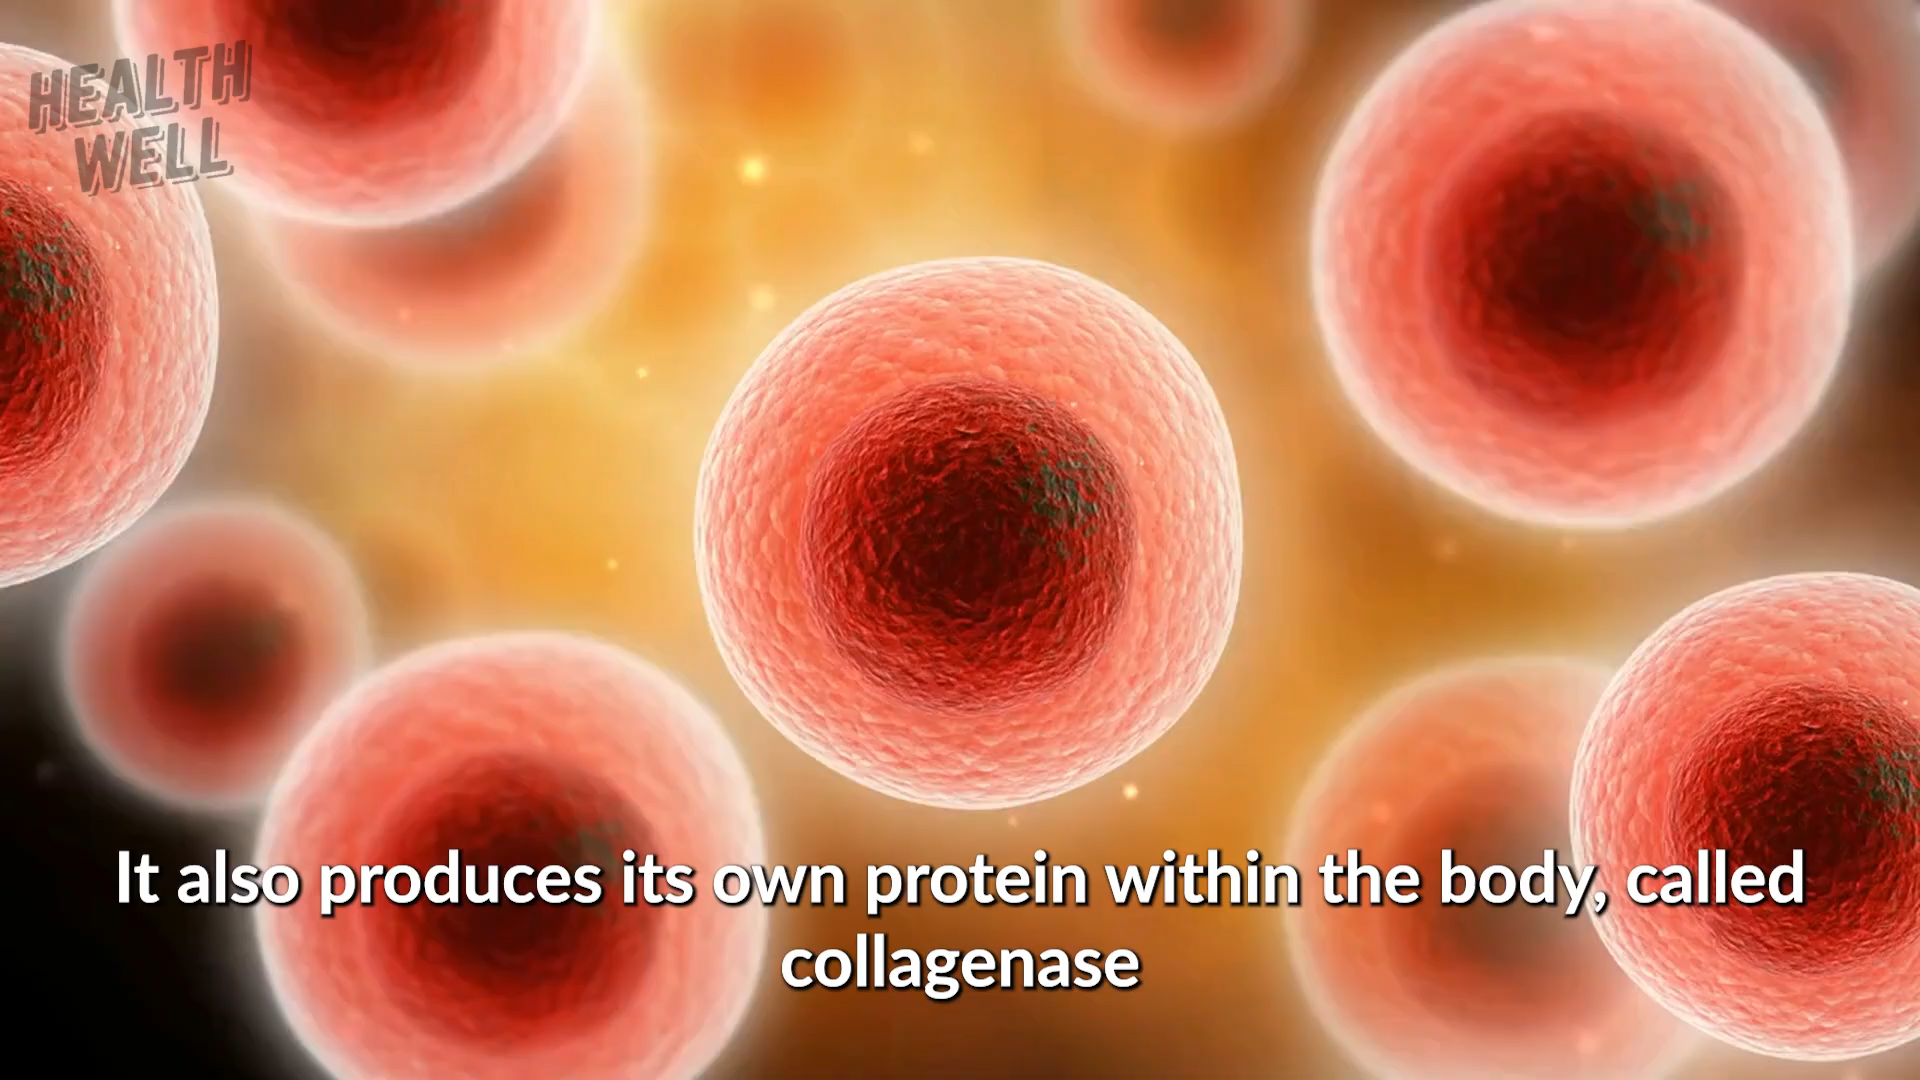 HEALTH
WELL
It also produces its own protein within the body, called
collagenase